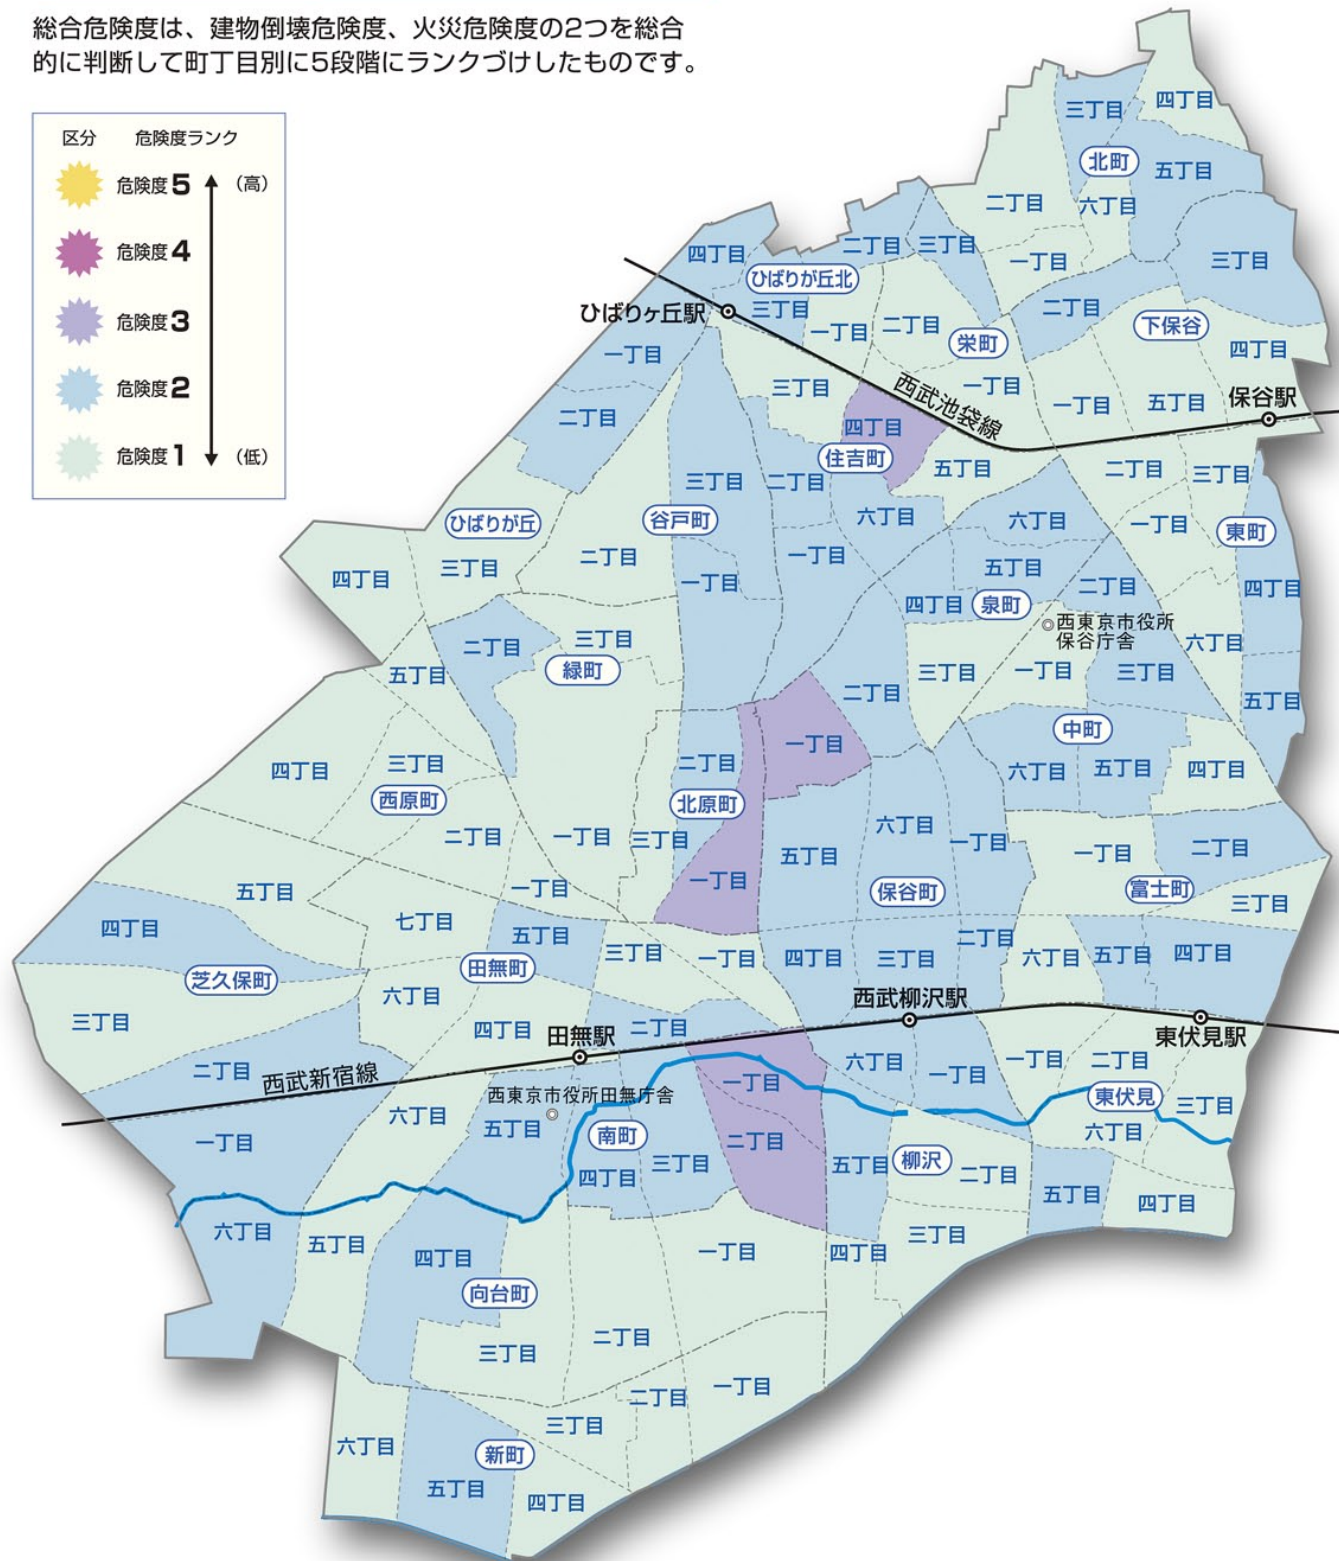 総合危険度は、建物倒壊危険度、火災危険度の2つを総合
的に判断して町丁目別に5段階にランクづけしたものです。
区分 危険度ランク
危険度5 （高）
危険度4
危険度3
危険度2
危険度1 （低）
四丁目
三丁目
北町
五丁目
二丁目
六丁目
一丁目
四丁目
二丁目
三丁目
ひばりが丘北
三丁目
一丁目
ひばりヶ丘駅
二丁目
栄町
一丁目
三丁目
二丁目
下保谷
四丁目
一丁目
五丁目
保谷駅
西武池袋線
一丁目
二丁目
ひばりが丘
三丁目
四丁目
五丁目
三丁目
谷戸町
二丁目
一丁目
三丁目
四丁目
住吉町
五丁目
二丁目
六丁目
一丁目
二丁目
三丁目
一丁目
東町
四丁目
六丁目
五丁目
六丁目
五丁目
四丁目
泉町
三丁目
二丁目
一丁目
二丁目
西東京市役所
保谷庁舎
一丁目
三丁目
中町
六丁目
五丁目
四丁目
二丁目
三丁目
緑町
一丁目
四丁目
三丁目
西原町
二丁目
一丁目
二丁目
北原町
三丁目
一丁目
六丁目
一丁目
五丁目
保谷町
四丁目
三丁目
二丁目
一丁目
二丁目
富士町
三丁目
六丁目
五丁目
四丁目
五丁目
四丁目
芝久保町
三丁目
二丁目
一丁目
六丁目
七丁目
五丁目
三丁目
一丁目
田無町
六丁目
四丁目
二丁目
田無駅
西武柳沢駅
東伏見駅
西武新宿線
西東京市役所田無庁舎
六丁目
五丁目
南町
四丁目
三丁目
一丁目
二丁目
六丁目
一丁目
五丁目
柳沢
二丁目
四丁目
三丁目
一丁目
二丁目
東伏見
三丁目
六丁目
五丁目
四丁目
五丁目
四丁目
向台町
三丁目
二丁目
一丁目
二丁目
一丁目
三丁目
六丁目
新町
五丁目
四丁目